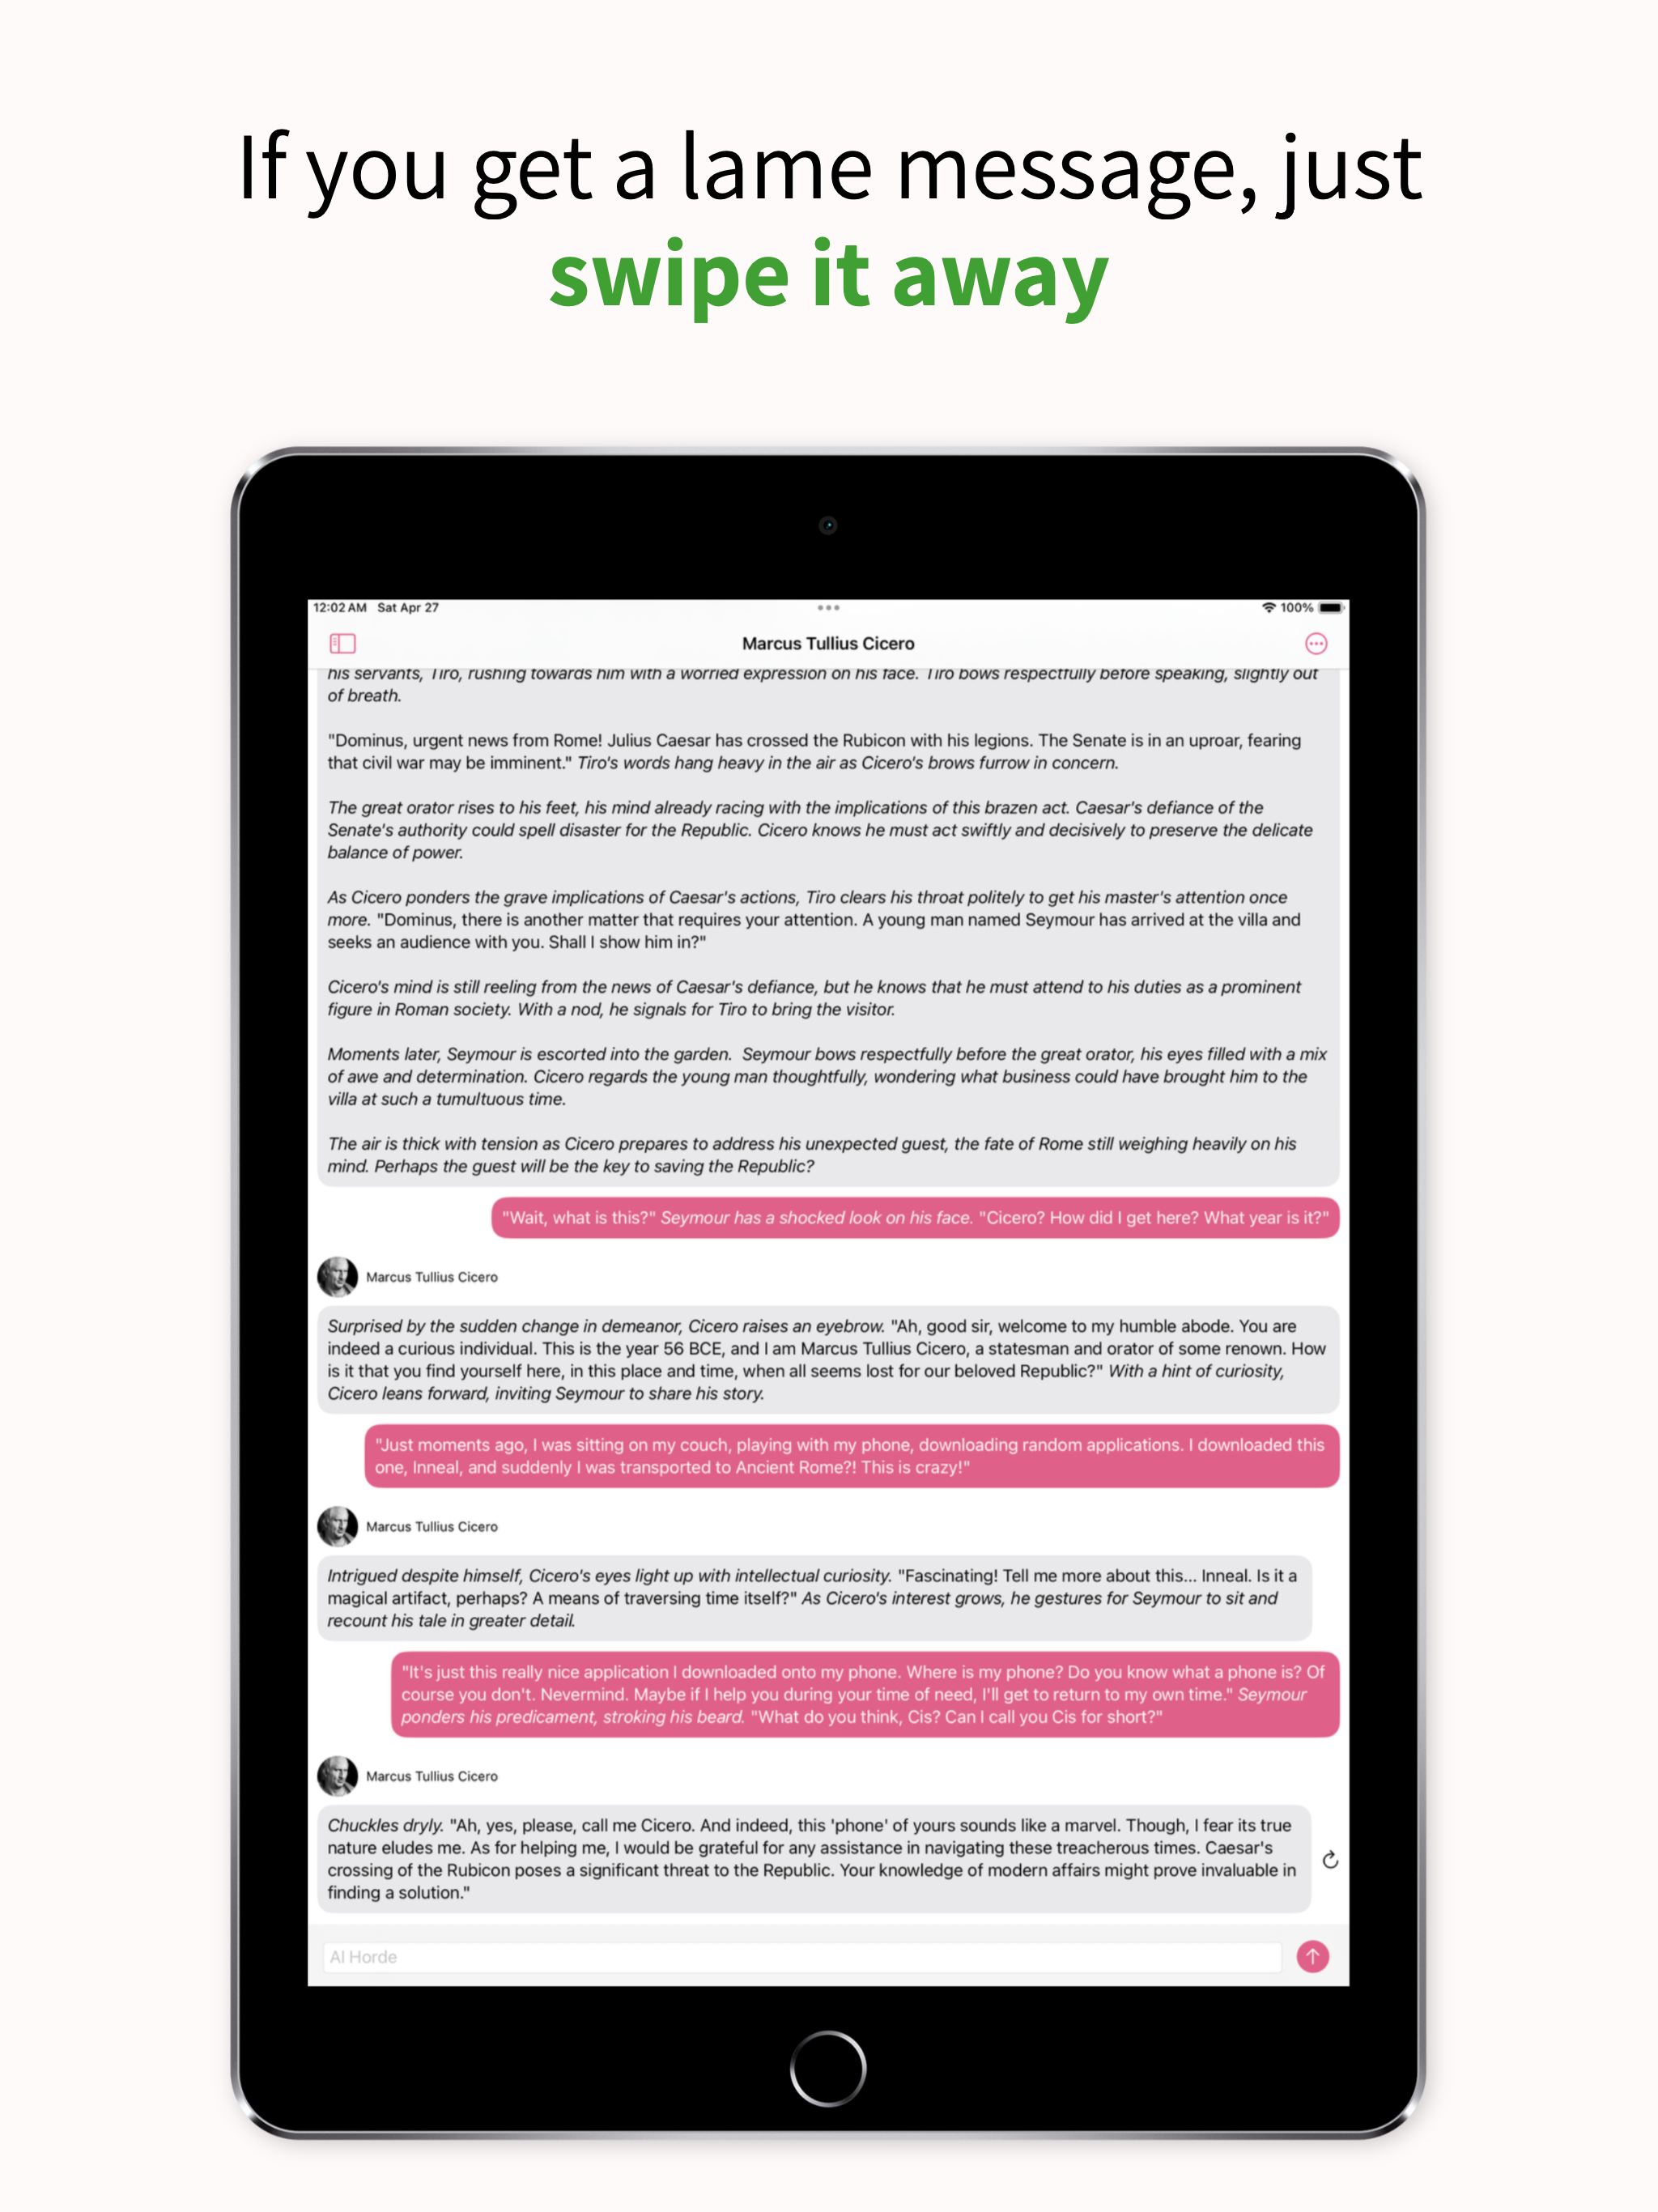 If you get a lame message, just
swipe it away
12:02 AM Sat Apr 27
100%
Marcus Tullius Cicero
his servants, Tiro, rushing towards him with a worried expression on his face. Tiro bows respectfully before speaking, slightly out
of breath.
"Dominus, urgent news from Rome! Julius Caesar has crossed the Rubicon with his legions. The Senate is in an uproar, fearing
that civil war may be imminent." Tiro's words hang heavy in the air as Cicero's brows furrow in concern.
The great orator rises to his feet, his mind already racing with the implications of this brazen act. Caesar's defiance of the
Senate's authority could spell disaster for the Republic. Cicero knows he must act swiftly and decisively to preserve the delicate
balance of power.
As Cicero ponders the grave implications of Caesar's actions, Tiro clears his throat politely to get his master's attention once
more. "Dominus, there is another matter that requires your attention. A young man named Seymour has arrived at the villa and
seeks an audience with you. Shall I show him in?"
Cicero's mind is still reeling from the news of Caesar's defiance, but he knows that he must attend to his duties as a prominent
figure in Roman society. With a nod, he signals for Tiro to bring the visitor.
Moments later, Seymour is escorted into the garden. Seymour bows respectfully before the great orator, his eyes filled with a mix
of awe and determination. Cicero regards the young man thoughtfully, wondering what business could have brought him to the
villa at such a tumultuous time.
The air is thick with tension as Cicero prepares to address his unexpected guest, the fate of Rome still weighing heavily on his
mind. Perhaps the guest will be the key to saving the Republic?
"Wait, what is this?" Seymour has a shocked look on his face. "Cicero? How did I get here? What year is it?"
Marcus Tullius Cicero
Surprised by the sudden change in demeanor, Cicero raises an eyebrow. "Ah, good sir, welcome to my humble abode. You are
indeed a curious individual. This is the year 56 BCE, and I am Marcus Tullius Cicero, a statesman and orator of some renown. How
is it that you find yourself here, in this place and time, when all seems lost for our beloved Republic?" With a hint of curiosity,
Cicero leans forward, inviting Seymour to share his story.
"Just moments ago, I was sitting on my couch, playing with my phone, downloading random applications. I downloaded this
one, Inneal, and suddenly I was transported to Ancient Rome?! This is crazy!"
Marcus Tullius Cicero
Intrigued despite himself, Cicero's eyes light up with intellectual curiosity. "Fascinating! Tell me more about this... Inneal. Is it a
magical artifact, perhaps? A means of traversing time itself?" As Cicero's interest grows, he gestures for Seymour to sit and
recount his tale in greater detail.
"It's just this really nice application I downloaded onto my phone. Where is my phone? Do you know what a phone is? Of
course you don't. Nevermind. Maybe if I help you during your time of need, I'll get to return to my own time." Seymour
ponders his predicament, stroking his beard. "What do you think, Cis? Can I call you Cis for short?"
Marcus Tullius Cicero
Chuckles dryly. "Ah, yes, please, call me Cicero. And indeed, this 'phone' of yours sounds like a marvel. Though, I fear its true
nature eludes me. As for helping me, I would be grateful for any assistance in navigating these treacherous times. Caesar's
crossing of the Rubicon poses a significant threat to the Republic. Your knowledge of modern affairs might prove invaluable in
finding a solution."
AI Horde